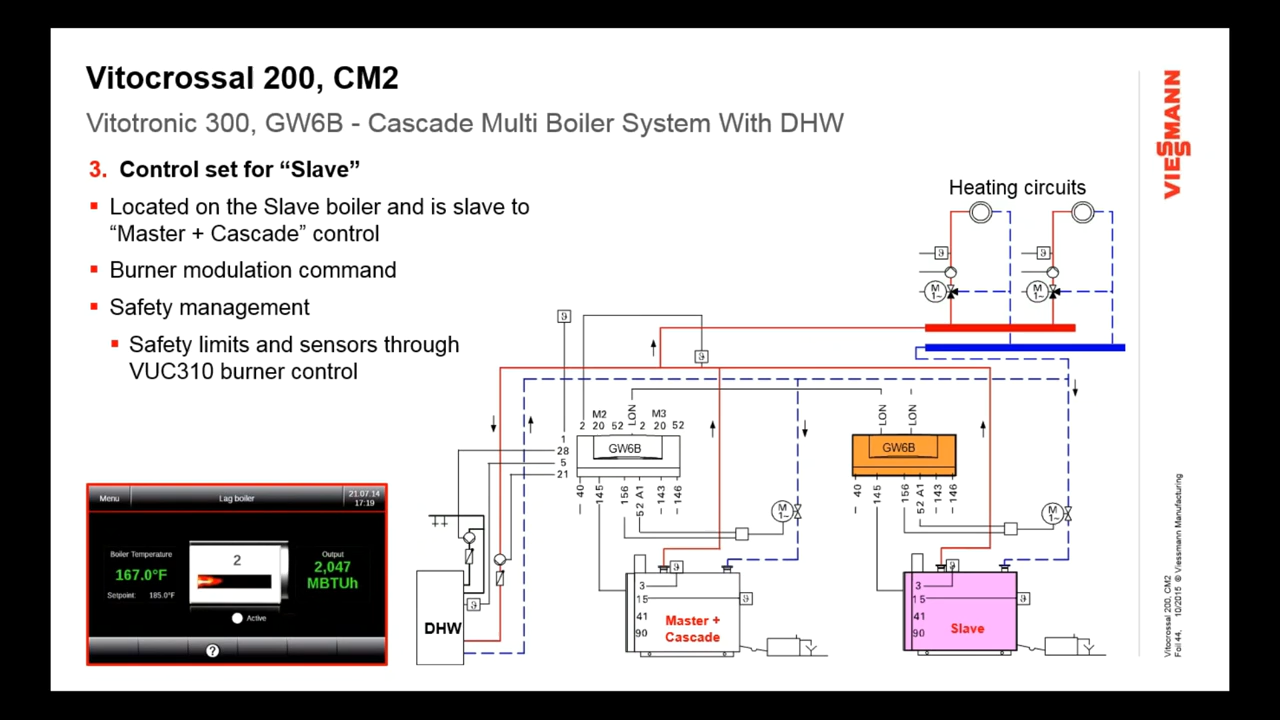 Vitocrossal 200, CM2
Vitotronic 300, GW6B - Cascade Multi Boiler System With DHW
VIESMANN
3. Control set for “Slave”
Located on the Slave boiler and is slave to
“Master + Cascade” control
Burner modulation command
Safety management
Safety limits and sensors through
VUC310 burner control
Heating circuits
ϑ ϑ
M
1~
M
1~
ϑ
ϑ
M2 LON M3
2 20 52 2 20 52
LON LON
1
28
5
21
GW6B
GW6B
40 145 156 52 A1 143 146
40 145 156 52 A1 143 146
M
1~
M
1~
Menu
Lag boiler
21.07.14
17:19
Boiler Temperature
167.0°F
Setpoint: 185.0°F
2
Active
Output
2,047
MBTUh
?
ϑ
DHW
ϑ
3
15
41
90
ϑ
Master +
Cascade
ϑ
3
15
41
90
ϑ
Slave
Vitocrossal 200, CM2
Foil 44, 10/2015 © Viessmann Manufacturing